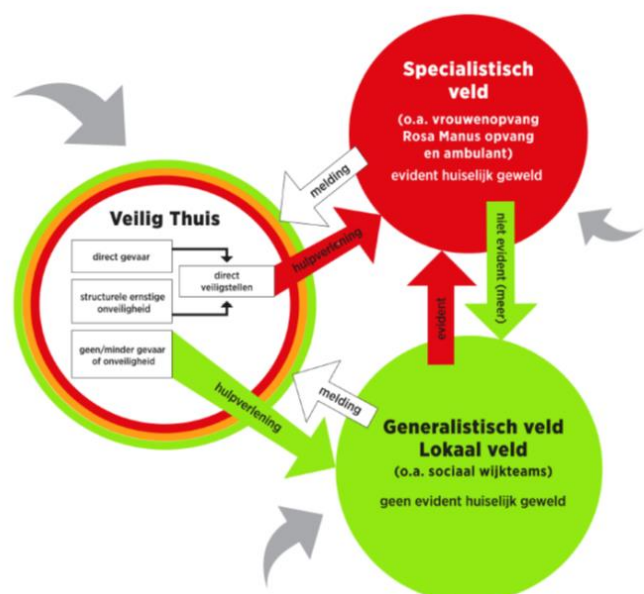 Specialistisch
veld
(o.a. vrouwenopvang
Rosa Manus opvang
en ambulant)
evident huiselijk geweld
melding
Veilig Thuis
direct gevaar
direct
veiligstellen
structurele ernstige
onveiligheid
geen/minder gevaar
of onveiligheid
hulpverlening
niet evident (meer)
evident
hulpverlening
melding
Generalistisch veld
Lokaal veld
(o.a. sociaal wijkteams)
geen evident huiselijk geweld